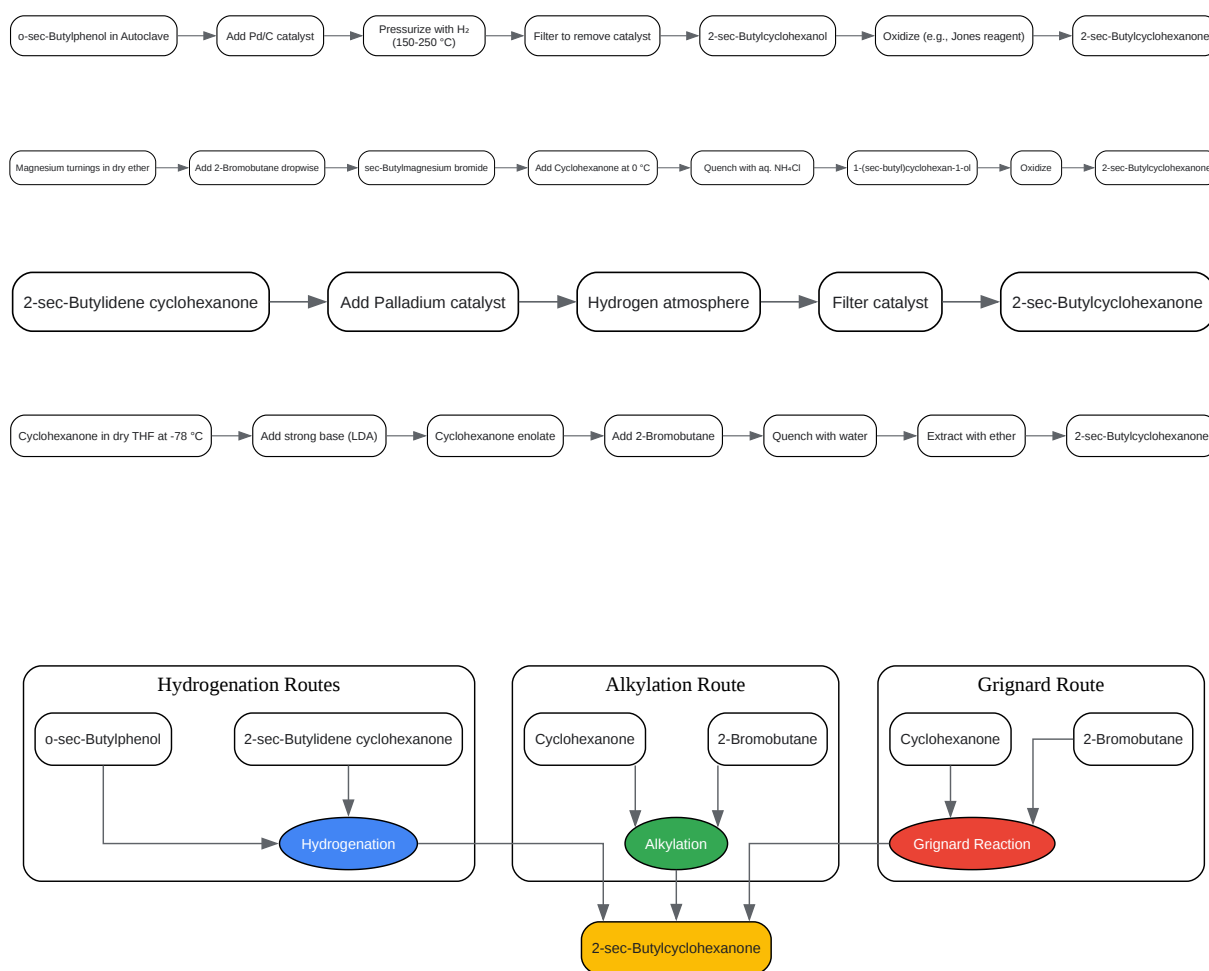 o-sec-Butylphenol in Autoclave
Add Pd/C catalyst
Pressurize with H₂
(150-250 °C)
Filter to remove catalyst
2-sec-Butylcyclohexanol
Oxidize (e.g., Jones reagent)
2-sec-Butylcyclohexanone
Magnesium turnings in dry ether
Add 2-Bromobutane dropwise
sec-Butylmagnesium bromide
Add Cyclohexanone at 0 °C
Quench with aq. NH₄Cl
1-(sec-butyl)cyclohexan-1-ol
Oxidize
2-sec-Butylcyclohexanone
2-sec-Butylidene cyclohexanone
Add Palladium catalyst
Hydrogen atmosphere
Filter catalyst
2-sec-Butylcyclohexanone
Cyclohexanone in dry THF at -78 °C
Add strong base (LDA)
Cyclohexanone enolate
Add 2-Bromobutane
Quench with water
Extract with ether
2-sec-Butylcyclohexanone
Hydrogenation Routes
o-sec-Butylphenol
2-sec-Butylidene cyclohexanone
Hydrogenation
Alkylation Route
Cyclohexanone
2-Bromobutane
Alkylation
Grignard Route
Cyclohexanone
2-Bromobutane
Grignard Reaction
2-sec-Butylcyclohexanone